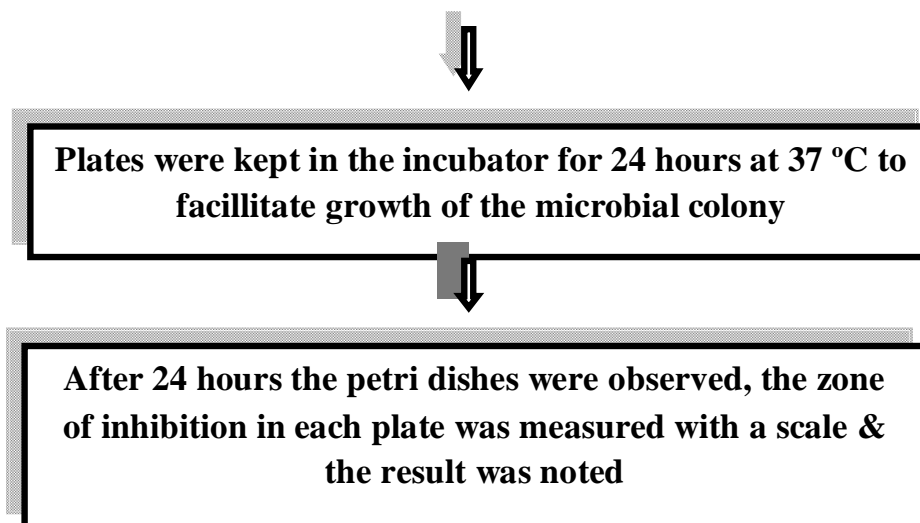 Plates were kept in the incubator for 24 hours at 37 ºC to
facillitate growth of the microbial colony
After 24 hours the petri dishes were observed, the zone
of inhibition in each plate was measured with a scale &
the result was noted